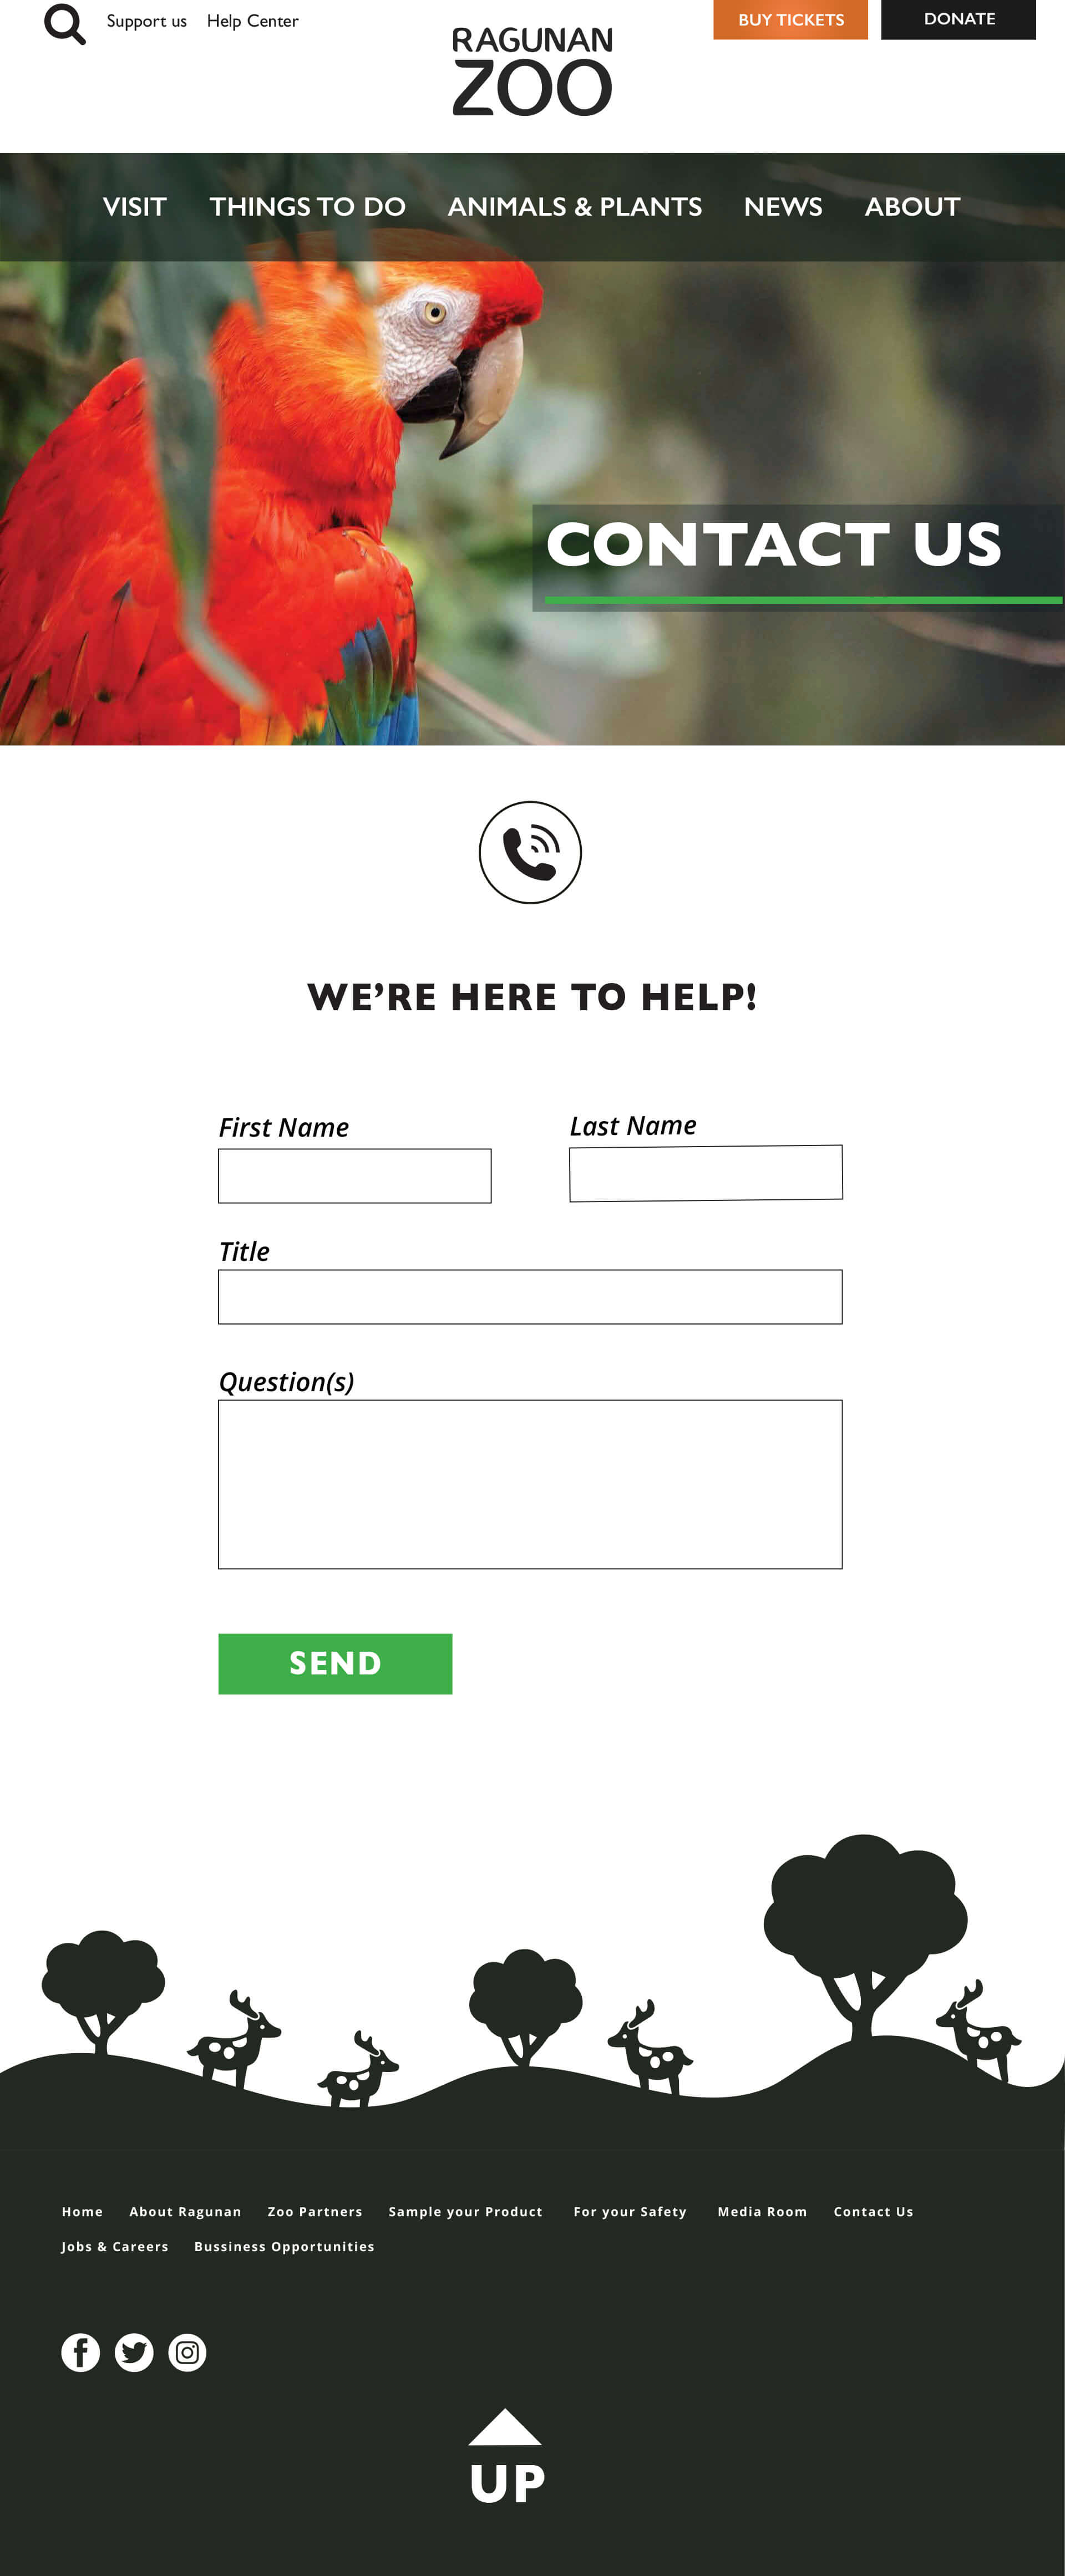 Support us Help Center
RAGUNAN
ZOO
BUY TICKETS
DONATE
VISIT THINGS TO DO ANIMALS & PLANTS NEWS ABOUT
CONTACT US
WE’RE HERE TO HELP!
First Name Last Name
Title
Question(s)
SEND
Home About Ragunan Zoo Partners Sample your Product For your Safety Media Room Contact Us
Jobs & Careers Bussiness Opportunities
UP